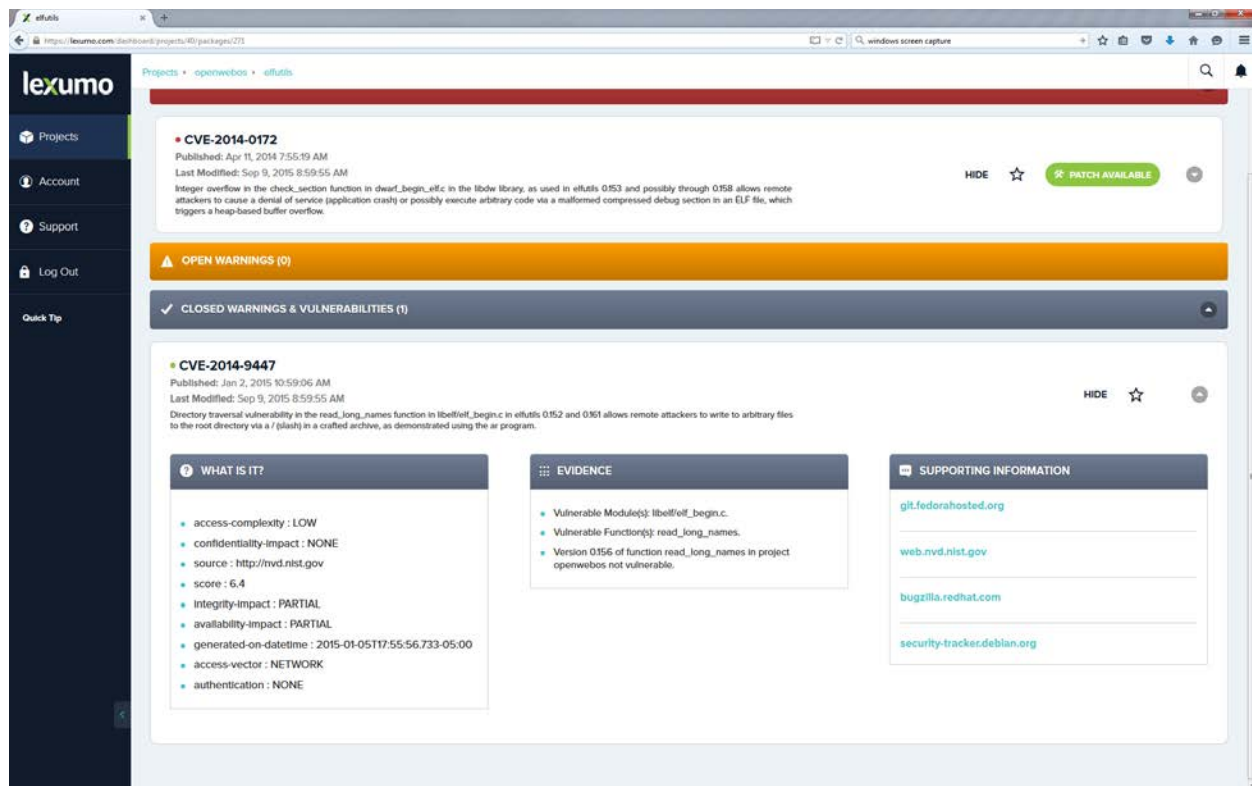 elfutils
https://lexumo.com/dashboard/projects/40/packages/271
windows screen capture
lexumo
Projects
Account
Support
Log Out
Quick Tip
Projects openwebos elfutils
CVE-2014-0172
Published: Apr 11, 2014 7:55:19 AM
Last Modified: Sep 9, 2015 8:59:55 AM
Integer overflow in the check_section function in dwarf_begin_elf.c in the libdw library, as used in elfutils 0.153 and possibly through 0.158 allows remote
attackers to cause a denial of service (application crash) or possibly execute arbitrary code via a malformed compressed debug section in an ELF file, which
triggers a heap-based buffer overflow.
HIDE
PATCH AVAILABLE
OPEN WARNINGS (0)
CLOSED WARNINGS & VULNERABILITIES (1)
CVE-2014-9447
Published: Jan 2, 2015 10:59:06 AM
Last Modified: Sep 9, 2015 8:59:55 AM
Directory traversal vulnerability in the read_long_names function in libelf/elf_begin.c in elfutils 0.152 and 0.161 allows remote attackers to write to arbitrary files
to the root directory via a / (slash) in a crafted archive, as demonstrated using the ar program.
HIDE
WHAT IS IT?
access-complexity : LOW
confidentiality-impact : NONE
source : http://nvd.nist.gov
score : 6.4
integrity-impact : PARTIAL
availability-impact : PARTIAL
generated-on-datetime : 2015-01-05T17:55:56.733-05:00
access-vector : NETWORK
authentication : NONE
EVIDENCE
Vulnerable Module(s): libelf/elf_begin.c.
Vulnerable Function(s): read_long_names.
Version 0.156 of function read_long_names in project
openwebos not vulnerable.
SUPPORTING INFORMATION
git.fedorahosted.org
web.nvd.nist.gov
bugzilla.redhat.com
security-tracker.debian.org